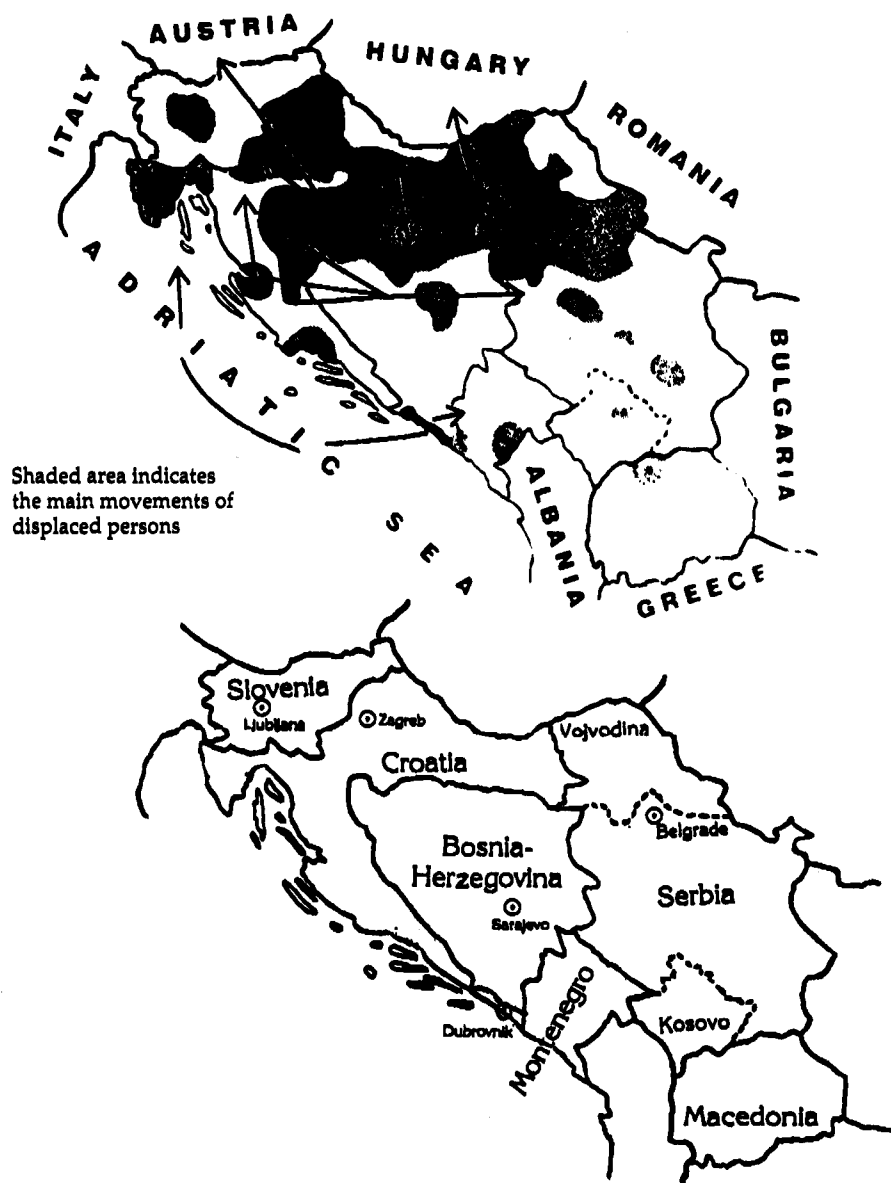 AUSTRIA
HUNGARY
ITALY
ROMANIA
ADRIATIC SEA
BULGARIA
Shaded area indicates
the main movements of
displaced persons
ALBANIA
GREECE
Slovenia
Ljubljana
Zagreb
Vojvodina
Croatia
Belgrade
Bosnia-
Herzegovina
Serbia
Sarajevo
Montenegro
Kosovo
Dubrovnik
Macedonia